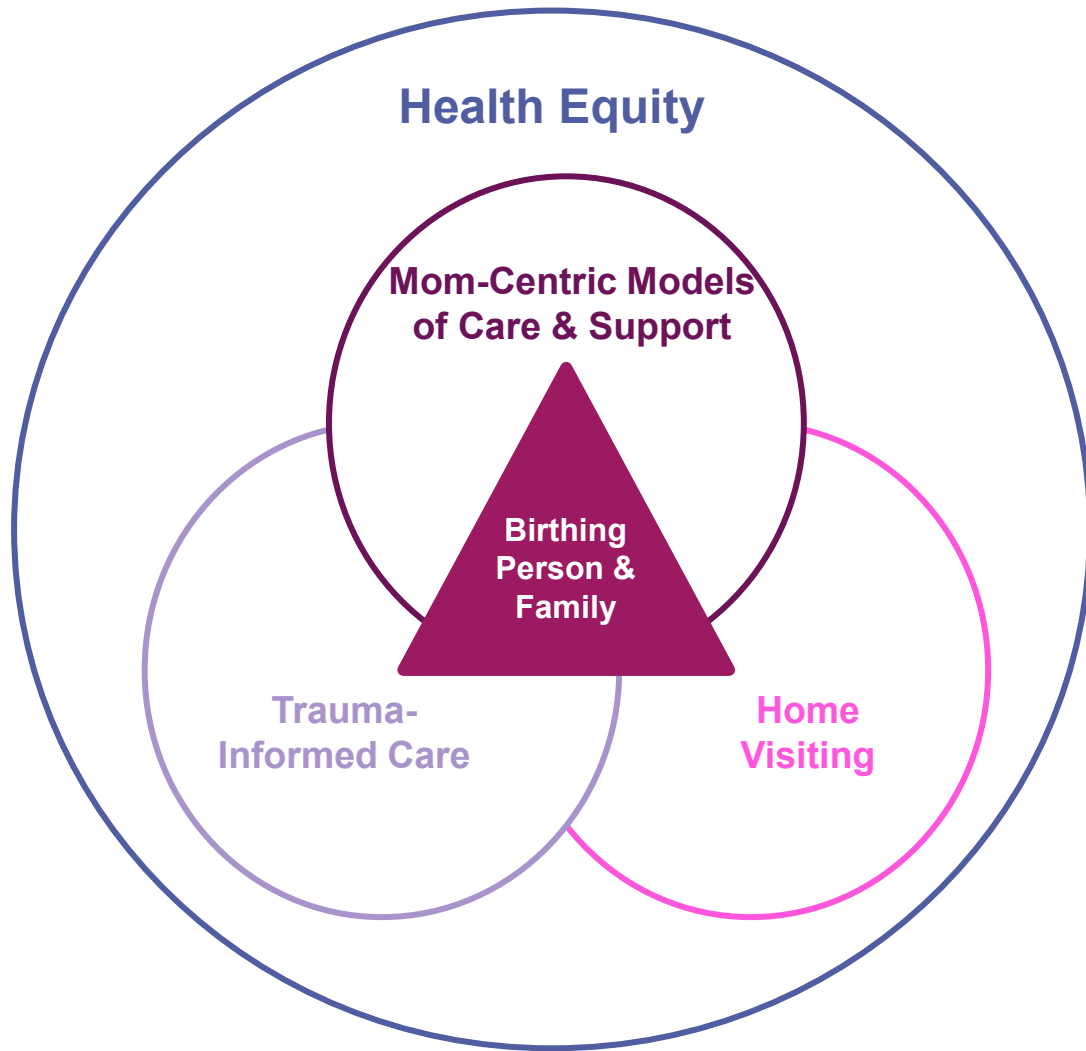 Health Equity
Mom-Centric Models
of Care & Support
Birthing
Person &
Family
Trauma-
Informed Care
Home
Visiting